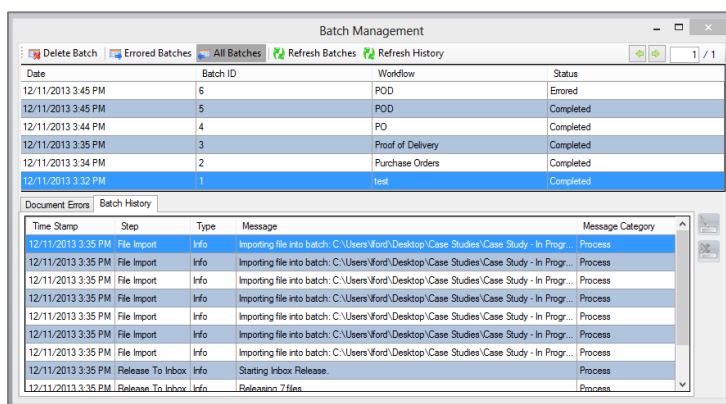 Batch Management
Delete Batch Errored Batches All Batches Refresh Batches Refresh History 1 / 1
Date Batch ID Workflow Status
12/11/2013 3:45 PM 6 POD Errored
12/11/2013 3:45 PM 5 POD Completed
12/11/2013 3:44 PM 4 PO Completed
12/11/2013 3:35 PM 3 Proof of Delivery Completed
12/11/2013 3:34 PM 2 Purchase Orders Completed
12/11/2013 3:32 PM 1 test Completed
Document Errors Batch History
Time Stamp Step Type Message Message Category
12/11/2013 3:35 PM File Import Info Importing file into batch: C:\Users\lford\Desktop\Case Studies\Case Study - In Progr... Process
12/11/2013 3:35 PM File Import Info Importing file into batch: C:\Users\lford\Desktop\Case Studies\Case Study - In Progr... Process
12/11/2013 3:35 PM File Import Info Importing file into batch: C:\Users\lford\Desktop\Case Studies\Case Study - In Progr... Process
12/11/2013 3:35 PM File Import Info Importing file into batch: C:\Users\lford\Desktop\Case Studies\Case Study - In Progr... Process
12/11/2013 3:35 PM File Import Info Importing file into batch: C:\Users\lford\Desktop\Case Studies\Case Study - In Progr... Process
12/11/2013 3:35 PM File Import Info Importing file into batch: C:\Users\lford\Desktop\Case Studies\Case Study - In Progr... Process
12/11/2013 3:35 PM File Import Info Importing file into batch: C:\Users\lford\Desktop\Case Studies\Case Study - In Progr... Process
12/11/2013 3:35 PM Release To Inbox Info Starting Inbox Release. Process
12/11/2013 3:35 PM Release To Inbox Info Releasing 7 files. Process